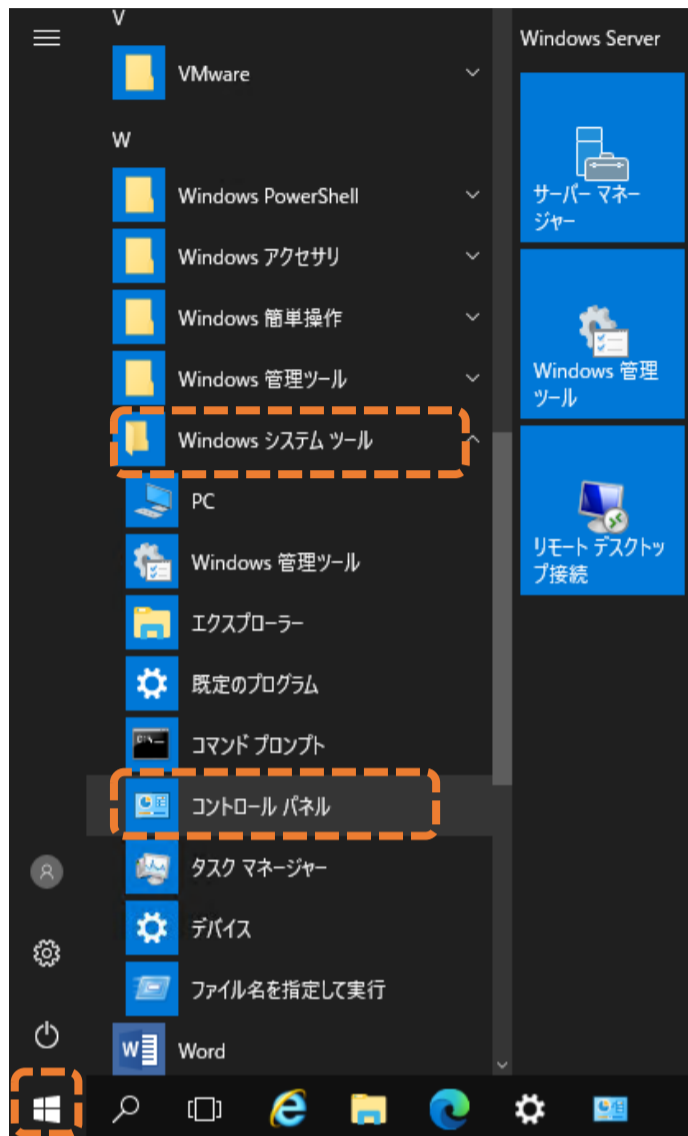 V
VMware
W
Windows PowerShell
Windows アクセサリ
Windows 簡単操作
Windows 管理ツール
Windows システム ツール
PC
Windows 管理ツール
エクスプローラー
既定のプログラム
コマンド プロンプト
コントロール パネル
タスク マネージャー
デバイス
ファイル名を指定して実行
Word
Windows Server
サーバー マネー
ジャー
Windows 管理
ツール
リモート デスクトッ
プ接続